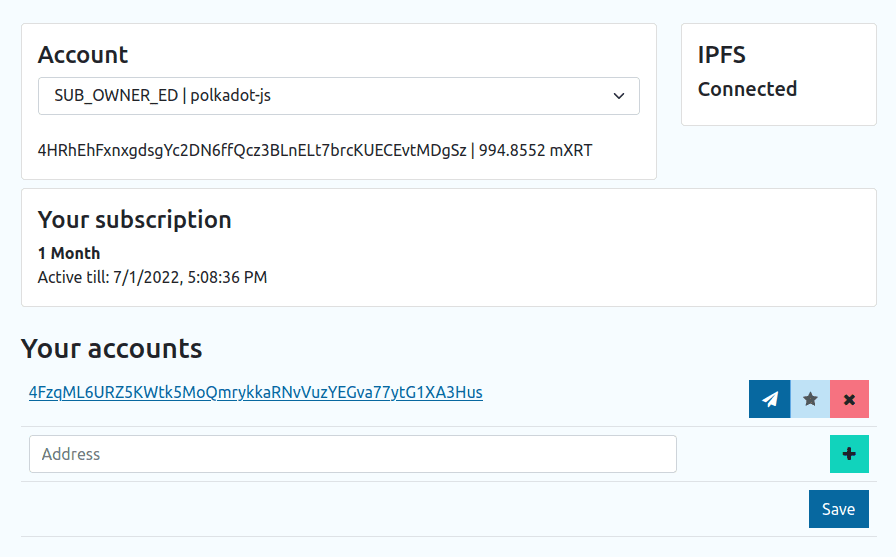 Account
SUB_OWNER_ED | polkadot-js
4HRhEhFxnxgdsgYc2DN6ffQcz3BLnELt7brcKUECEvtMDgSz | 994.8552 mXRT
IPFS
Connected
Your subscription
1 Month
Active till: 7/1/2022, 5:08:36 PM
Your accounts
4FzqML6URZ5KWtk5MoQmrykkaRNvVuzYEGva77ytG1XA3Hus
Address
Save